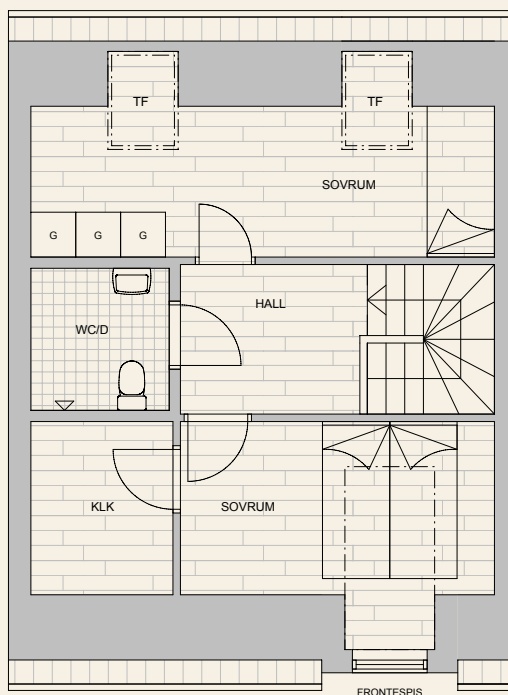 TF
TF
SOVRUM
G
G
G
HALL
WC/D
KLK
SOVRUM
FRONTESPIS